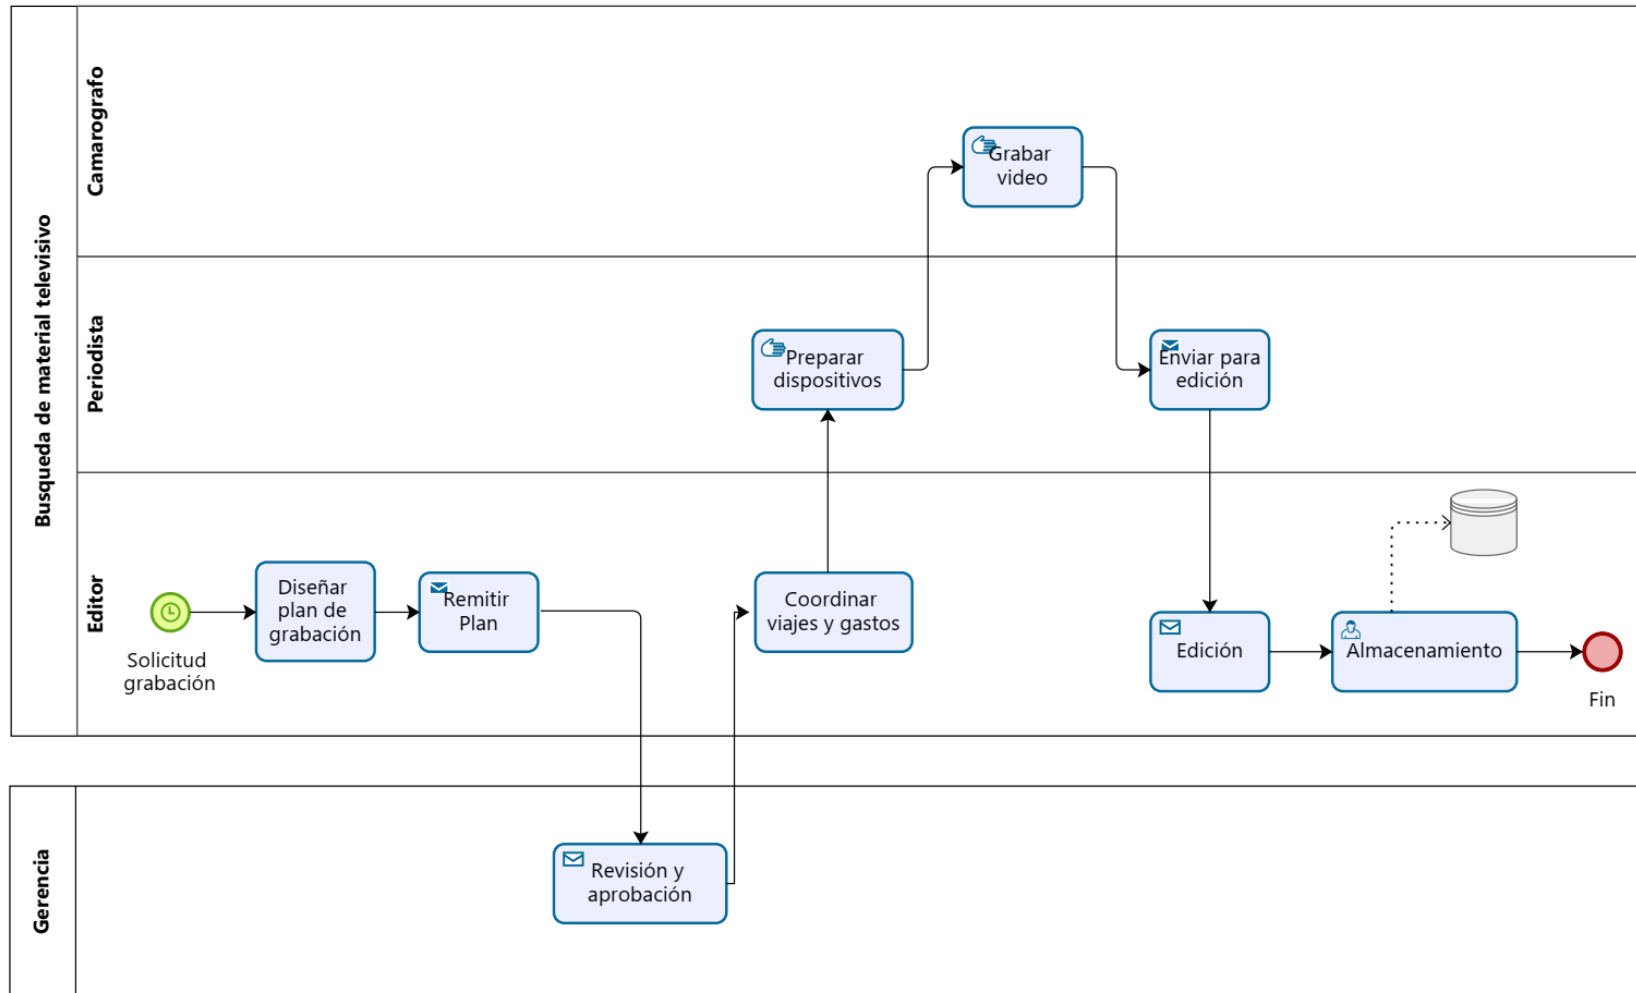 Busqueda de material televisivo
Camarografo
Grabar
video
Periodista
Preparar
dispositivos
Enviar para
edición
Editor
Solicitud
grabación
Diseñar
plan de
grabación
Remitir
Plan
Coordinar
viajes y gastos
Edición
Almacenamiento
Fin
Gerencia
Revisión y
aprobación